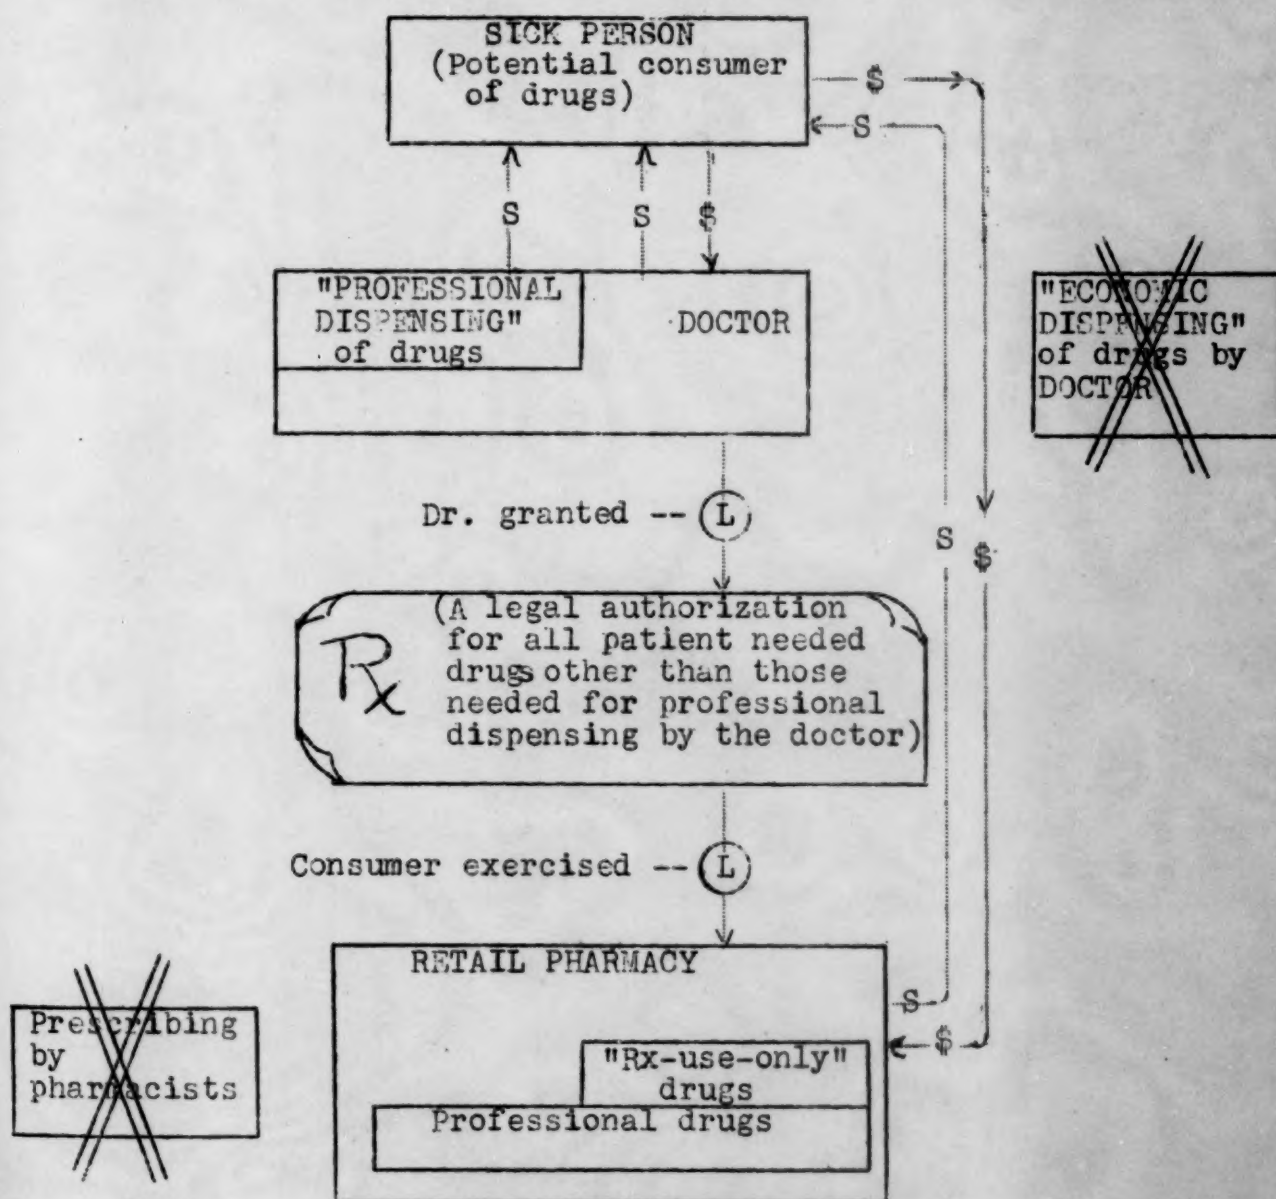 SICK PERSON
(Potential consumer
of drugs)
$
S
S
S
$
"PROFESSIONAL
DISPENSING"
of drugs
DOCTOR
"ECONOMIC
DISPENSING"
of drugs by
DOCTOR
Dr. granted -- L
S
$
Rx
(A legal authorization
for all patient needed
drugs other than those
needed for professional
dispensing by the doctor)
Consumer exercised -- L
RETAIL PHARMACY
S
$
Prescribing
by
pharmacists
"Rx-use-only"
drugs
Professional drugs